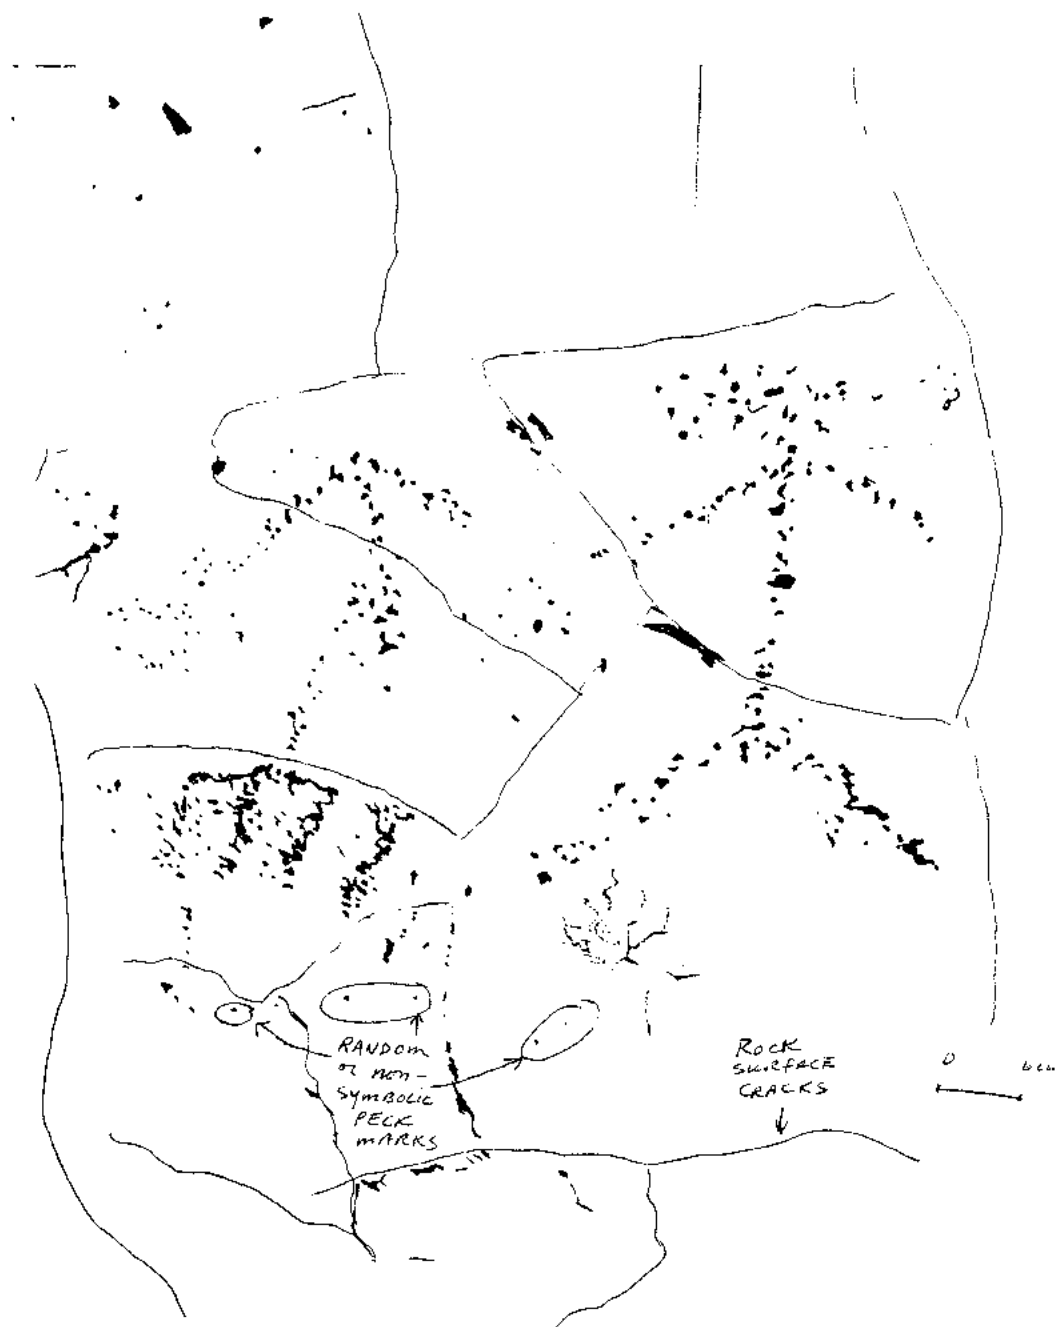 RANDOM
or NON-
SYMBOLIC
PECK
MARKS
ROCK
SURFACE
CRACKS
0